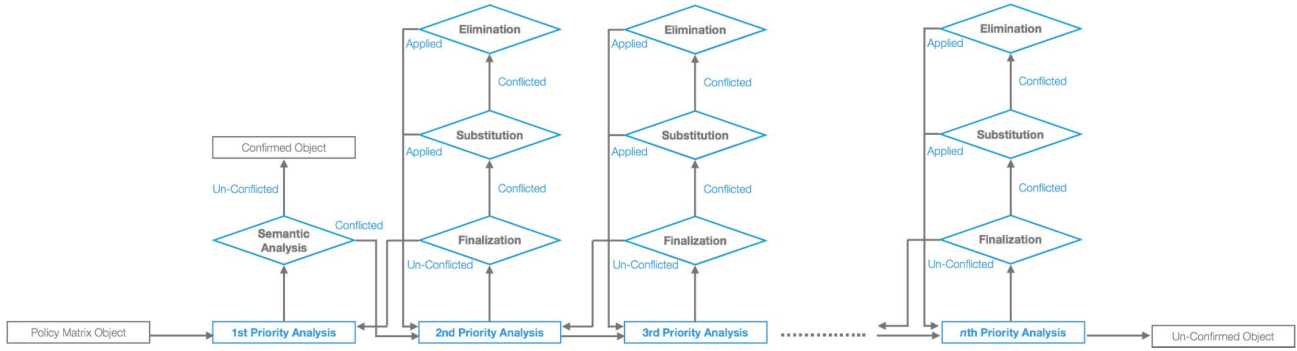 Elimination
Elimination
Elimination
Applied
Applied
Applied
Conflicted
Conflicted
Conflicted
Substitution
Substitution
Substitution
Confirmed Object
Applied
Applied
Applied
Un-Conflicted
Conflicted
Conflicted
Conflicted
Conflicted
Semantic
Analysis
Finalization
Finalization
Finalization
Un-Conflicted
Un-Conflicted
Un-Conflicted
Policy Matrix Object
1st Priority Analysis
2nd Priority Analysis
3rd Priority Analysis
nth Priority Analysis
Un-Confirmed Object